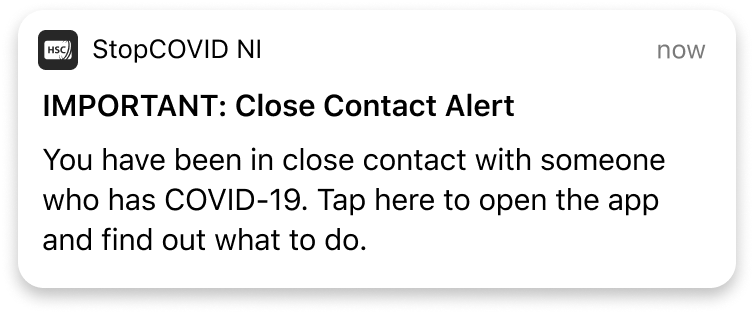 HSC StopCOVID NI now
IMPORTANT: Close Contact Alert
You have been in close contact with someone
who has COVID-19. Tap here to open the app
and find out what to do.